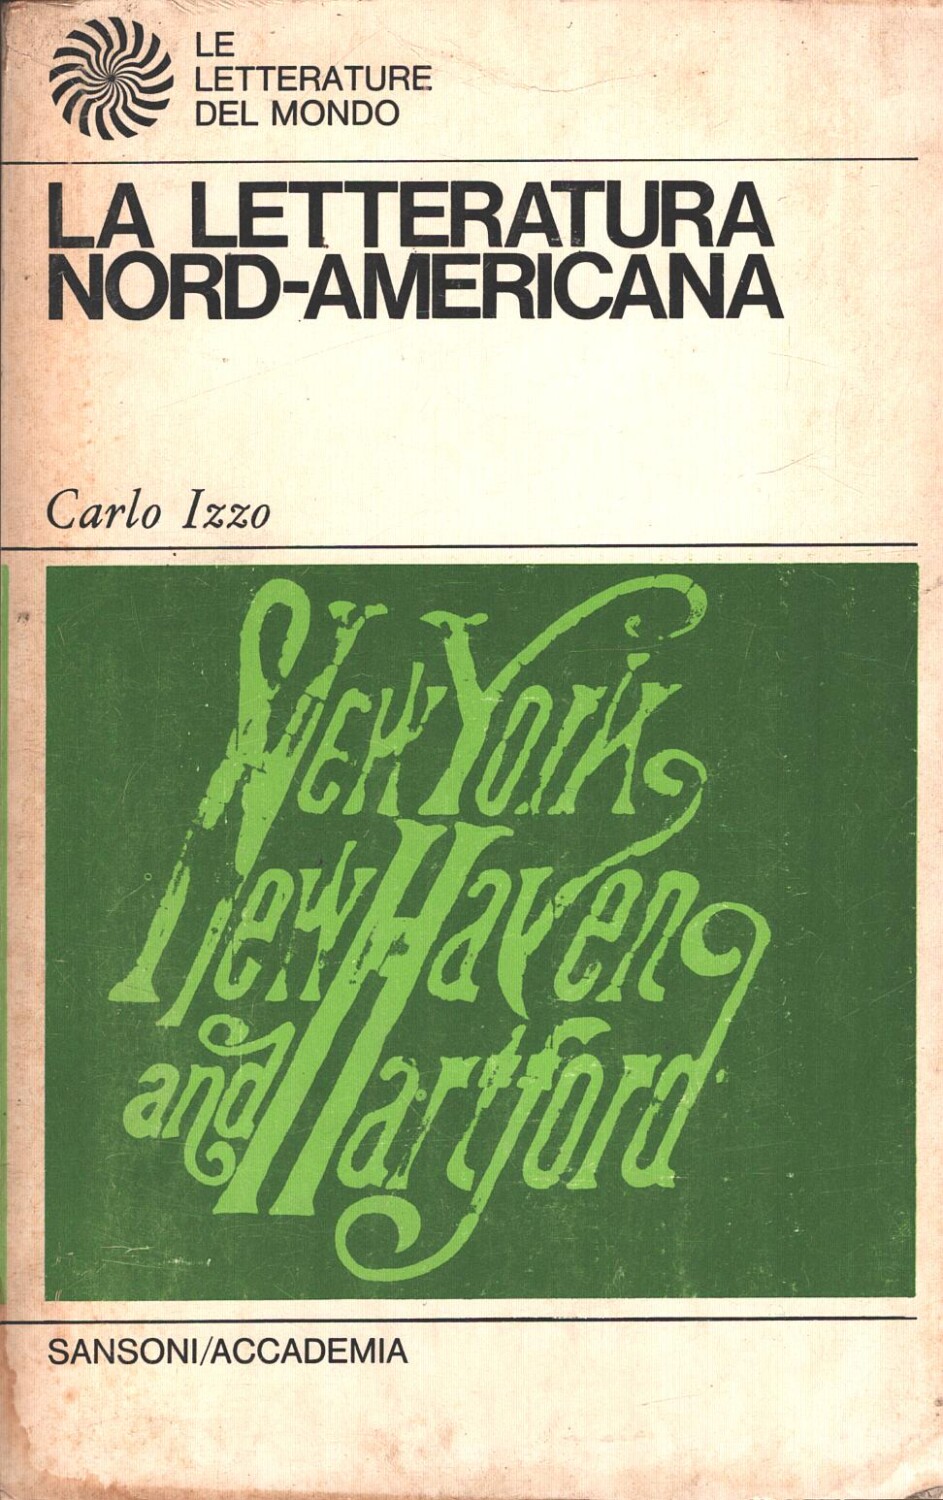 LE
LETTERATURE
DEL MONDO
LA LETTERATURA
NORD-AMERICANA
Carlo Izzo
New York,
New Haven
and Hartford
SANSONI/ACCADEMIA